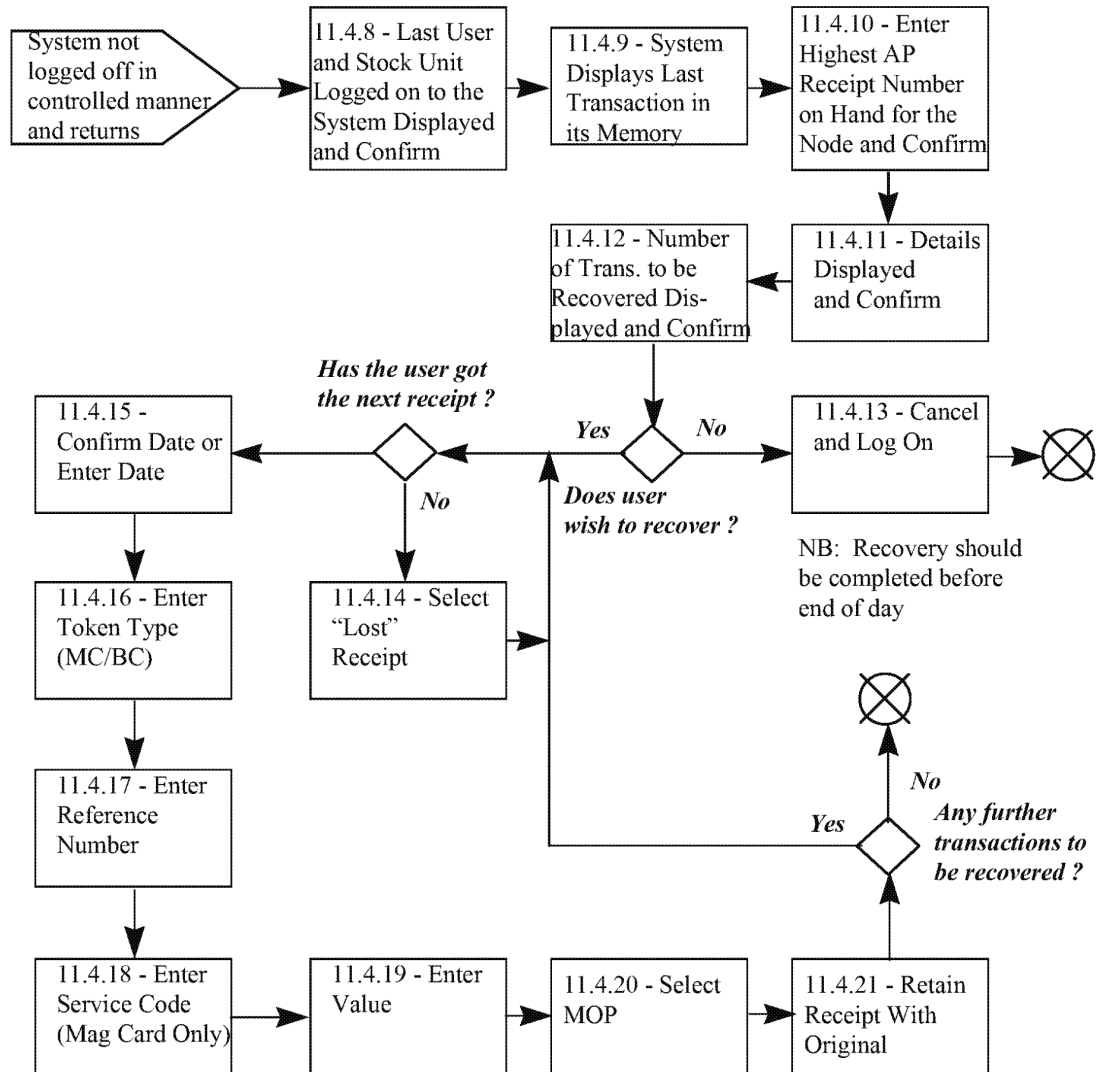 System not
logged off in
controlled manner
and returns
11.4.8 - Last User
and Stock Unit
Logged on to the
System Displayed
and Confirm
11.4.9 - System
Displays Last
Transaction in
its Memory
11.4.10 - Enter
Highest AP
Receipt Number
on Hand for the
Node and Confirm
11.4.12 - Number
of Trans. to be
Recovered Dis-
played and Confirm
11.4.11 - Details
Displayed
and Confirm
Has the user got
the next receipt ?
11.4.15 -
Confirm Date or
Enter Date
Yes
No
11.4.13 - Cancel
and Log On
No
Does user
wish to recover ?
NB: Recovery should
be completed before
end of day
11.4.16 - Enter
Token Type
(MC/BC)
11.4.14 - Select
“Lost”
Receipt
11.4.17 - Enter
Reference
Number
No
Yes
Any further
transactions to
be recovered ?
11.4.18 - Enter
Service Code
(Mag Card Only)
11.4.19 - Enter
Value
11.4.20 - Select
MOP
11.4.21 - Retain
Receipt With
Original